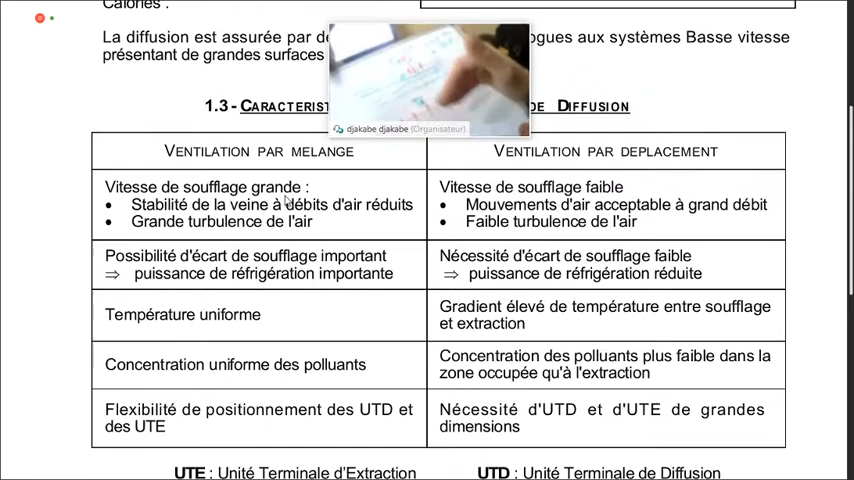 Calories :
La diffusion est assurée par de
ogues aux systèmes Basse vitesse
présentant de grandes surfaces
1.3 - CARACTERIST
DE DIFFUSION
djakabe djakabe (Organisateur)
VENTILATION PAR MELANGE
VENTILATION PAR DEPLACEMENT
Vitesse de soufflage grande :
• Stabilité de la veine à débits d'air réduits
• Grande turbulence de l'air
Vitesse de soufflage faible
• Mouvements d'air acceptable à grand débit
• Faible turbulence de l'air
Possibilité d'écart de soufflage important
⇒ puissance de réfrigération importante
Nécessité d'écart de soufflage faible
⇒ puissance de réfrigération réduite
Température uniforme
Gradient élevé de température entre soufflage
et extraction
Concentration uniforme des polluants
Concentration des polluants plus faible dans la
zone occupée qu'à l'extraction
Flexibilité de positionnement des UTD et
des UTE
Nécessité d'UTD et d'UTE de grandes
dimensions
UTE : Unité Terminale d'Extraction
UTD : Unité Terminale de Diffusion